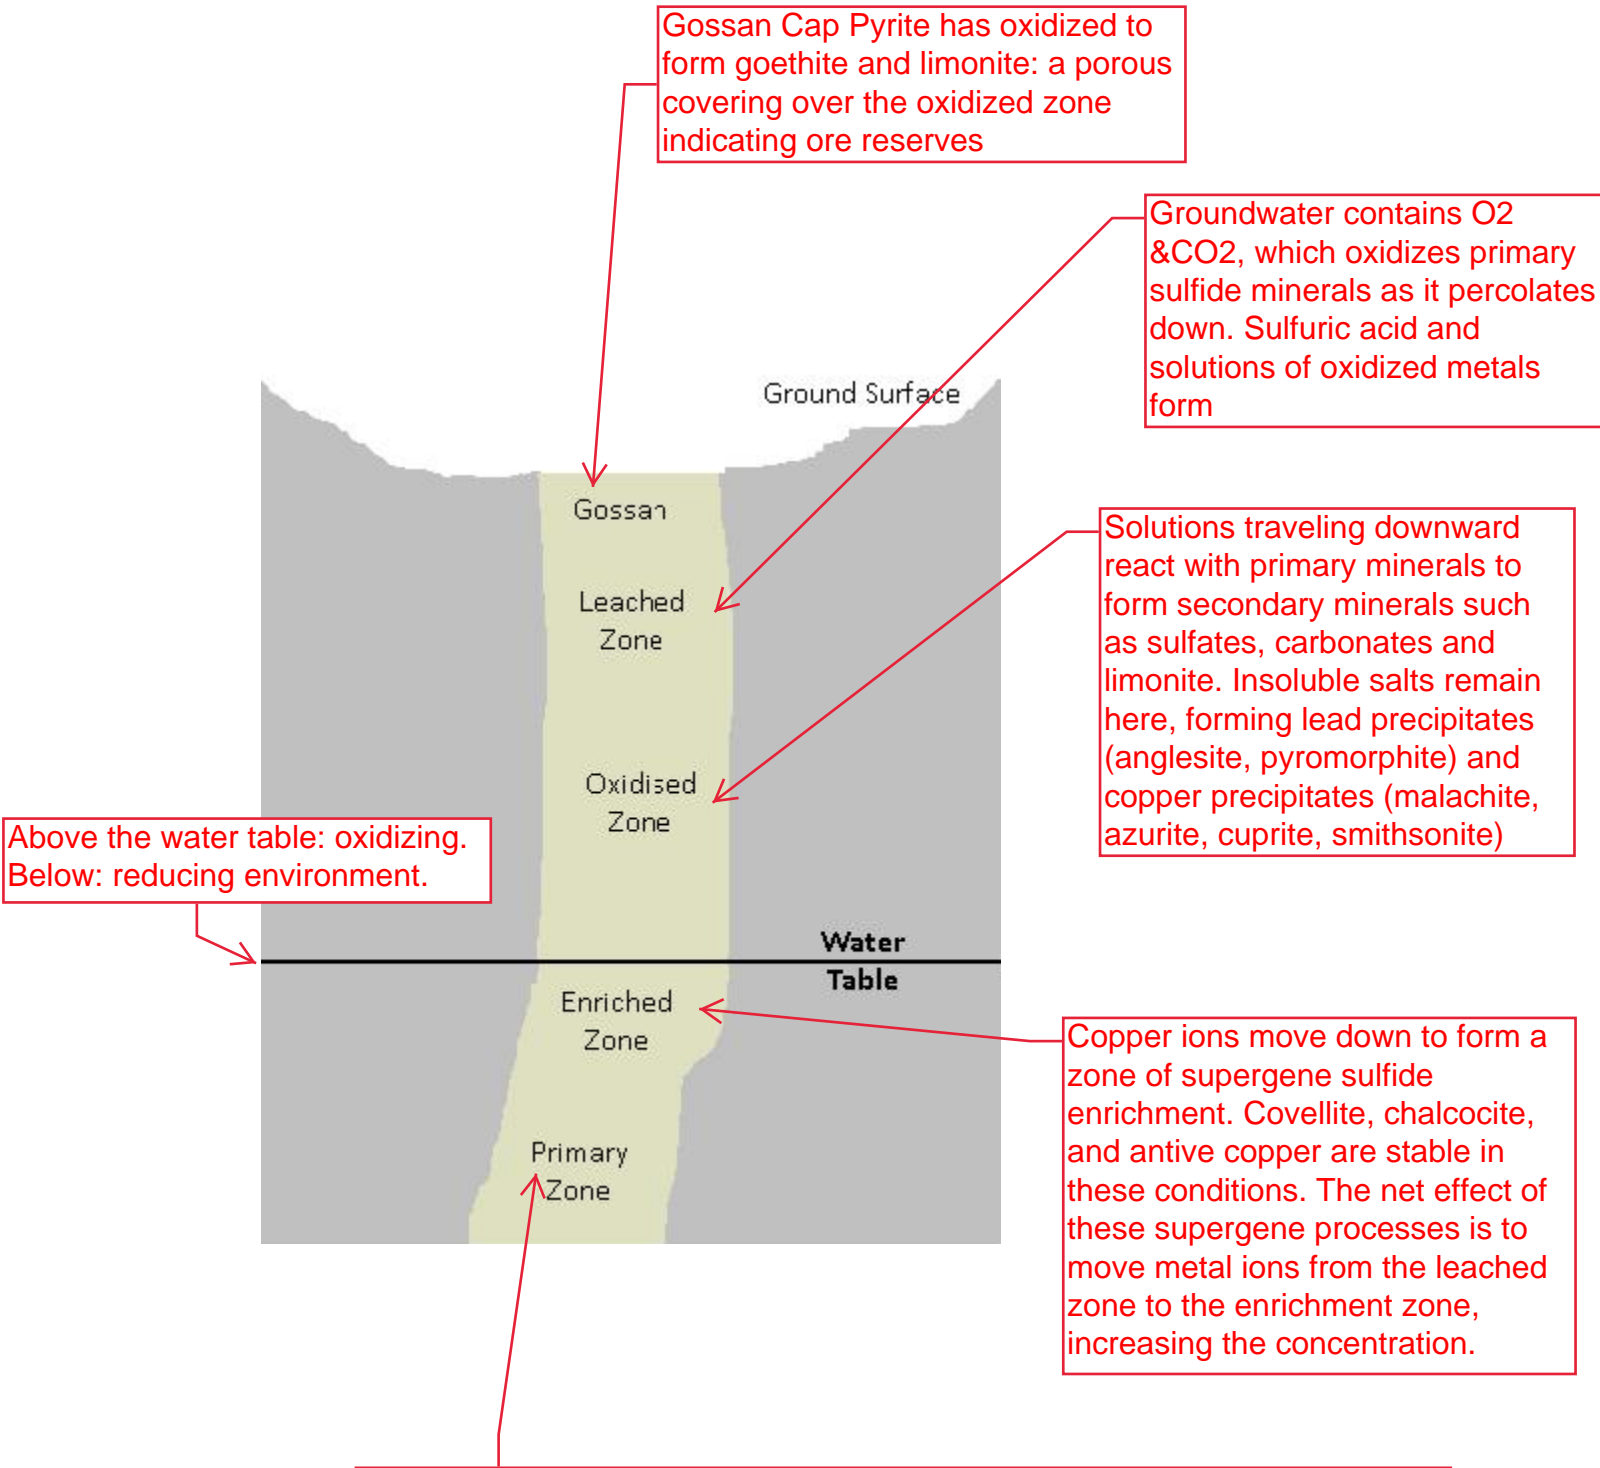 Gossan Cap Pyrite has oxidized to
form goethite and limonite: a porous
covering over the oxidized zone
indicating ore reserves
Groundwater contains O2
&CO2, which oxidizes primary
sulfide minerals as it percolates
down. Sulfuric acid and
solutions of oxidized metals
form
Ground Surface
Gossan
Leached
Zone
Solutions traveling downward
react with primary minerals to
form secondary minerals such
as sulfates, carbonates and
limonite. Insoluble salts remain
here, forming lead precipitates
(anglesite, pyromorphite) and
copper precipitates (malachite,
azurite, cuprite, smithsonite)
Oxidised
Zone
Above the water table: oxidizing.
Below: reducing environment.
Water
Table
Enriched
Zone
Copper ions move down to form a
zone of supergene sulfide
enrichment. Covellite, chalcocite,
and antive copper are stable in
these conditions. The net effect of
these supergene processes is to
move metal ions from the leached
zone to the enrichment zone,
increasing the concentration.
Primary
Zone